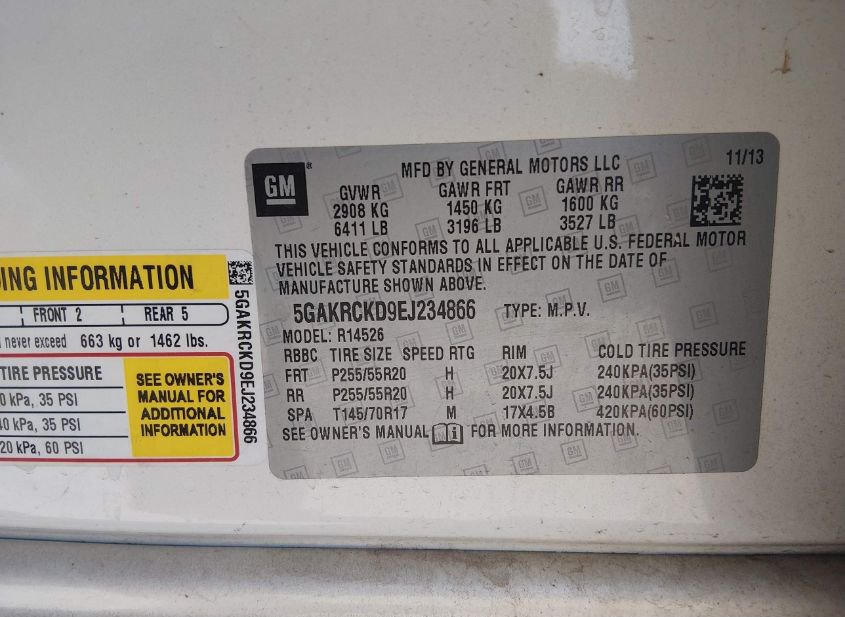 GM
MFD BY GENERAL MOTORS LLC
11/13
GVWR GAWR FRT GAWR RR
2908 KG 1450 KG 1600 KG
6411 LB 3196 LB 3527 LB
THIS VEHICLE CONFORMS TO ALL APPLICABLE U.S. FEDERAL MOTOR
VEHICLE SAFETY STANDARDS IN EFFECT ON THE DATE OF
MANUFACTURE SHOWN ABOVE.
5GAKRCKD9EJ234866 TYPE: M.P.V.
MODEL: R14526
RBBC TIRE SIZE SPEED RTG RIM COLD TIRE PRESSURE
FRT P255/55R20 H 20X7.5J 240KPA(35PSI)
RR P255/55R20 H 20X7.5J 240KPA(35PSI)
SPA T145/70R17 M 17X4.5B 420KPA(60PSI)
SEE OWNER'S MANUAL FOR MORE INFORMATION.
ING INFORMATION
FRONT 2 REAR 5
never exceed 663 kg or 1462 lbs.
TIRE PRESSURE
0 kPa, 35 PSI
40 kPa, 35 PSI
20 kPa, 60 PSI
SEE OWNER'S
MANUAL FOR
ADDITIONAL
INFORMATION
5GAKRCKD9EJ234866